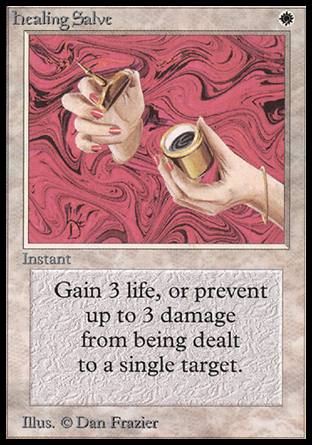 Healing Salve
Instant
Gain 3 life, or prevent
up to 3 damage
from being dealt
to a single target.
Illus. © Dan Frazier